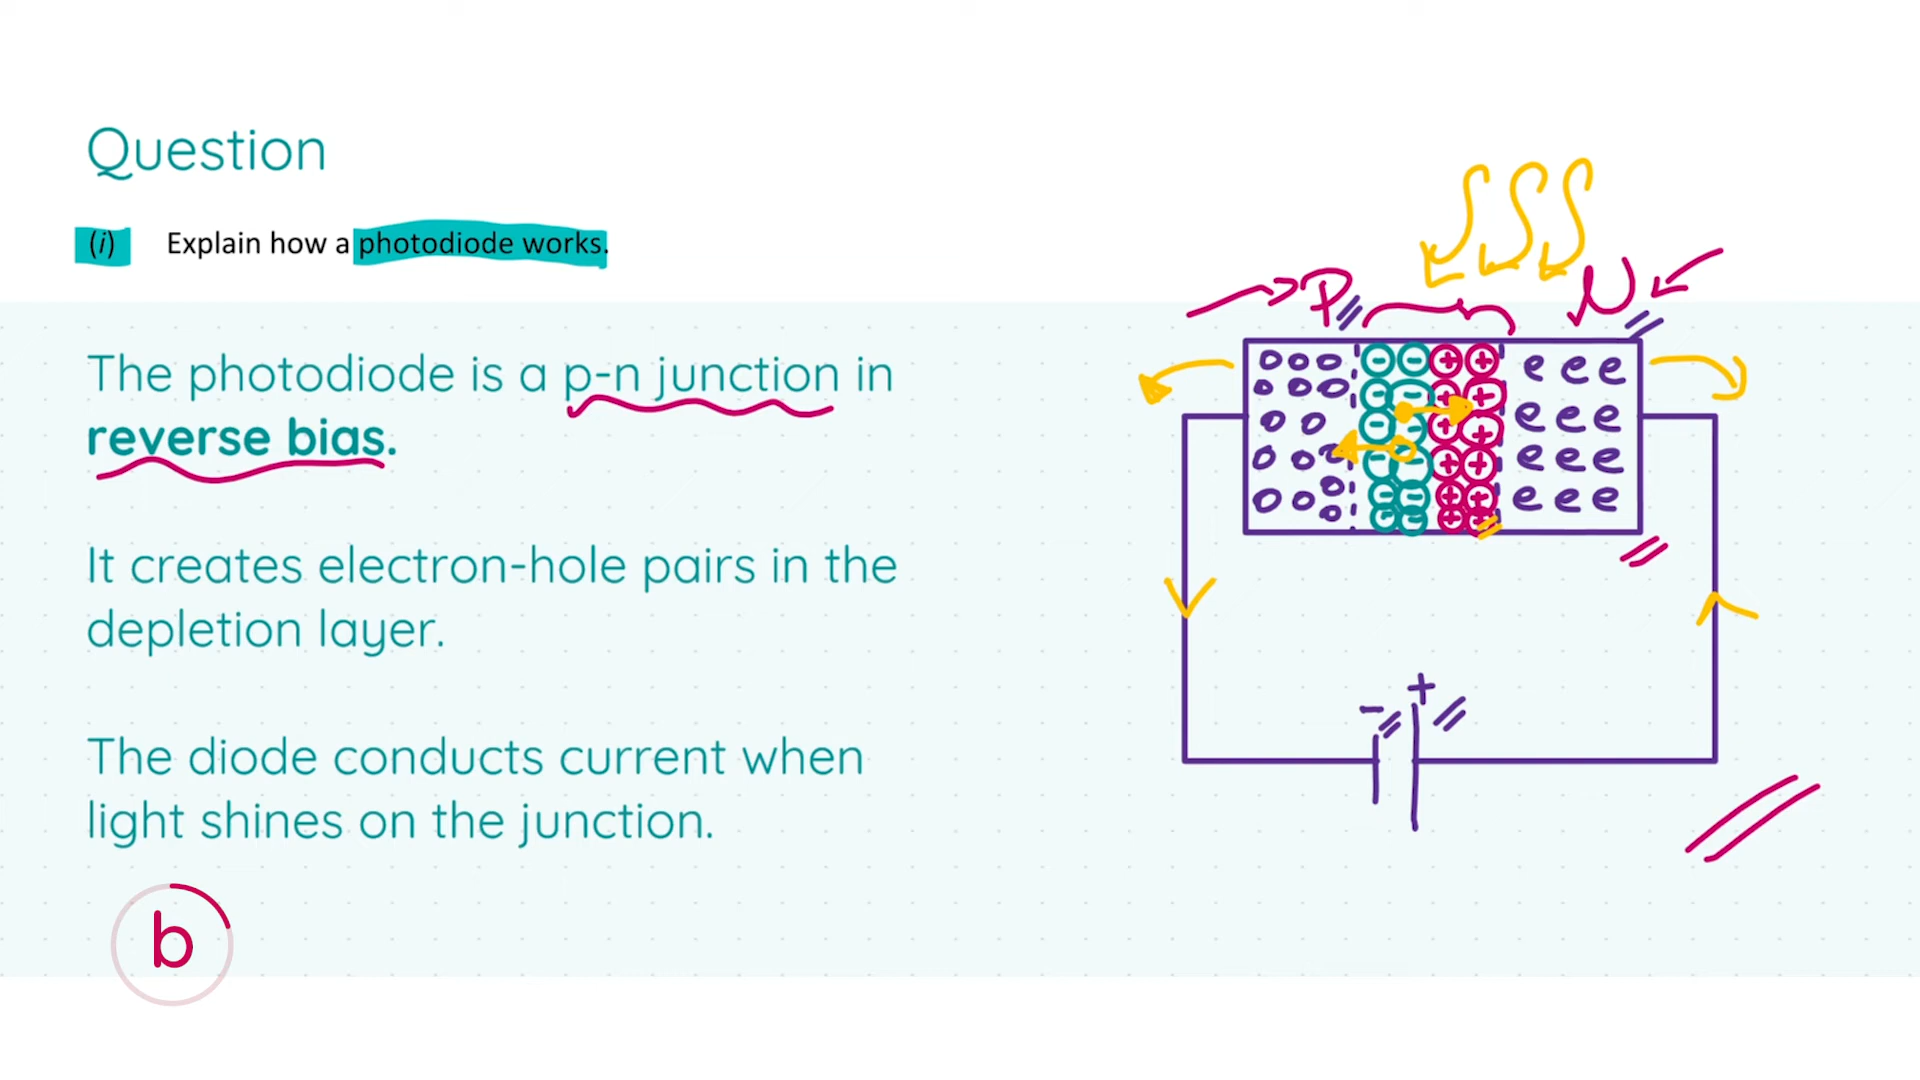 Question
(i) Explain how a photodiode works.
The photodiode is a p-n junction in
reverse bias.
It creates electron-hole pairs in the
depletion layer.
The diode conducts current when
light shines on the junction.
b
P N
- - + + e e e
- - + + e e e
- - + + e e e
- - + + e e e
- - + +
- - + +
- +